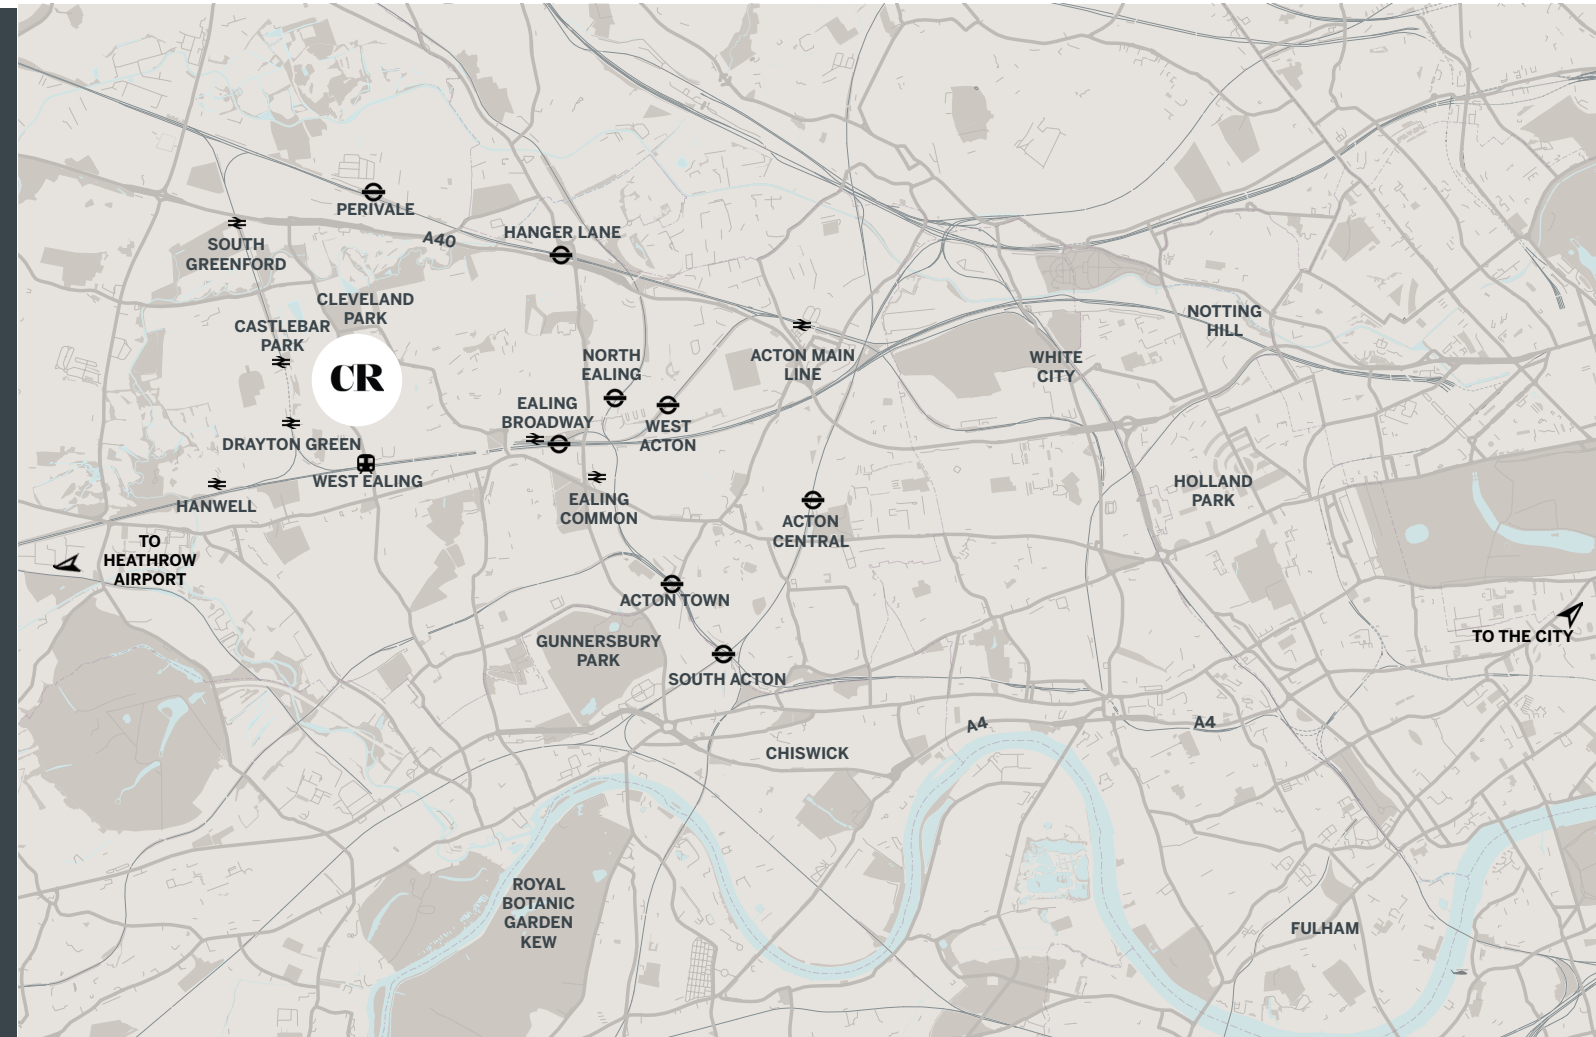 PERIVALE
HANGER LANE
A40
SOUTH
GREENFORD
CLEVELAND
PARK
CASTLEBAR
PARK
CR
NOTTING
HILL
NORTH
EALING
ACTON MAIN
LINE
WHITE
CITY
EALING
BROADWAY
WEST
ACTON
DRAYTON GREEN
WEST EALING
HANWELL
EALING
COMMON
HOLLAND
PARK
ACTON
CENTRAL
TO
HEATHROW
AIRPORT
ACTON TOWN
GUNNERSBURY
PARK
SOUTH ACTON
TO THE CITY
A4
A4
CHISWICK
ROYAL
BOTANIC
GARDEN
KEW
FULHAM